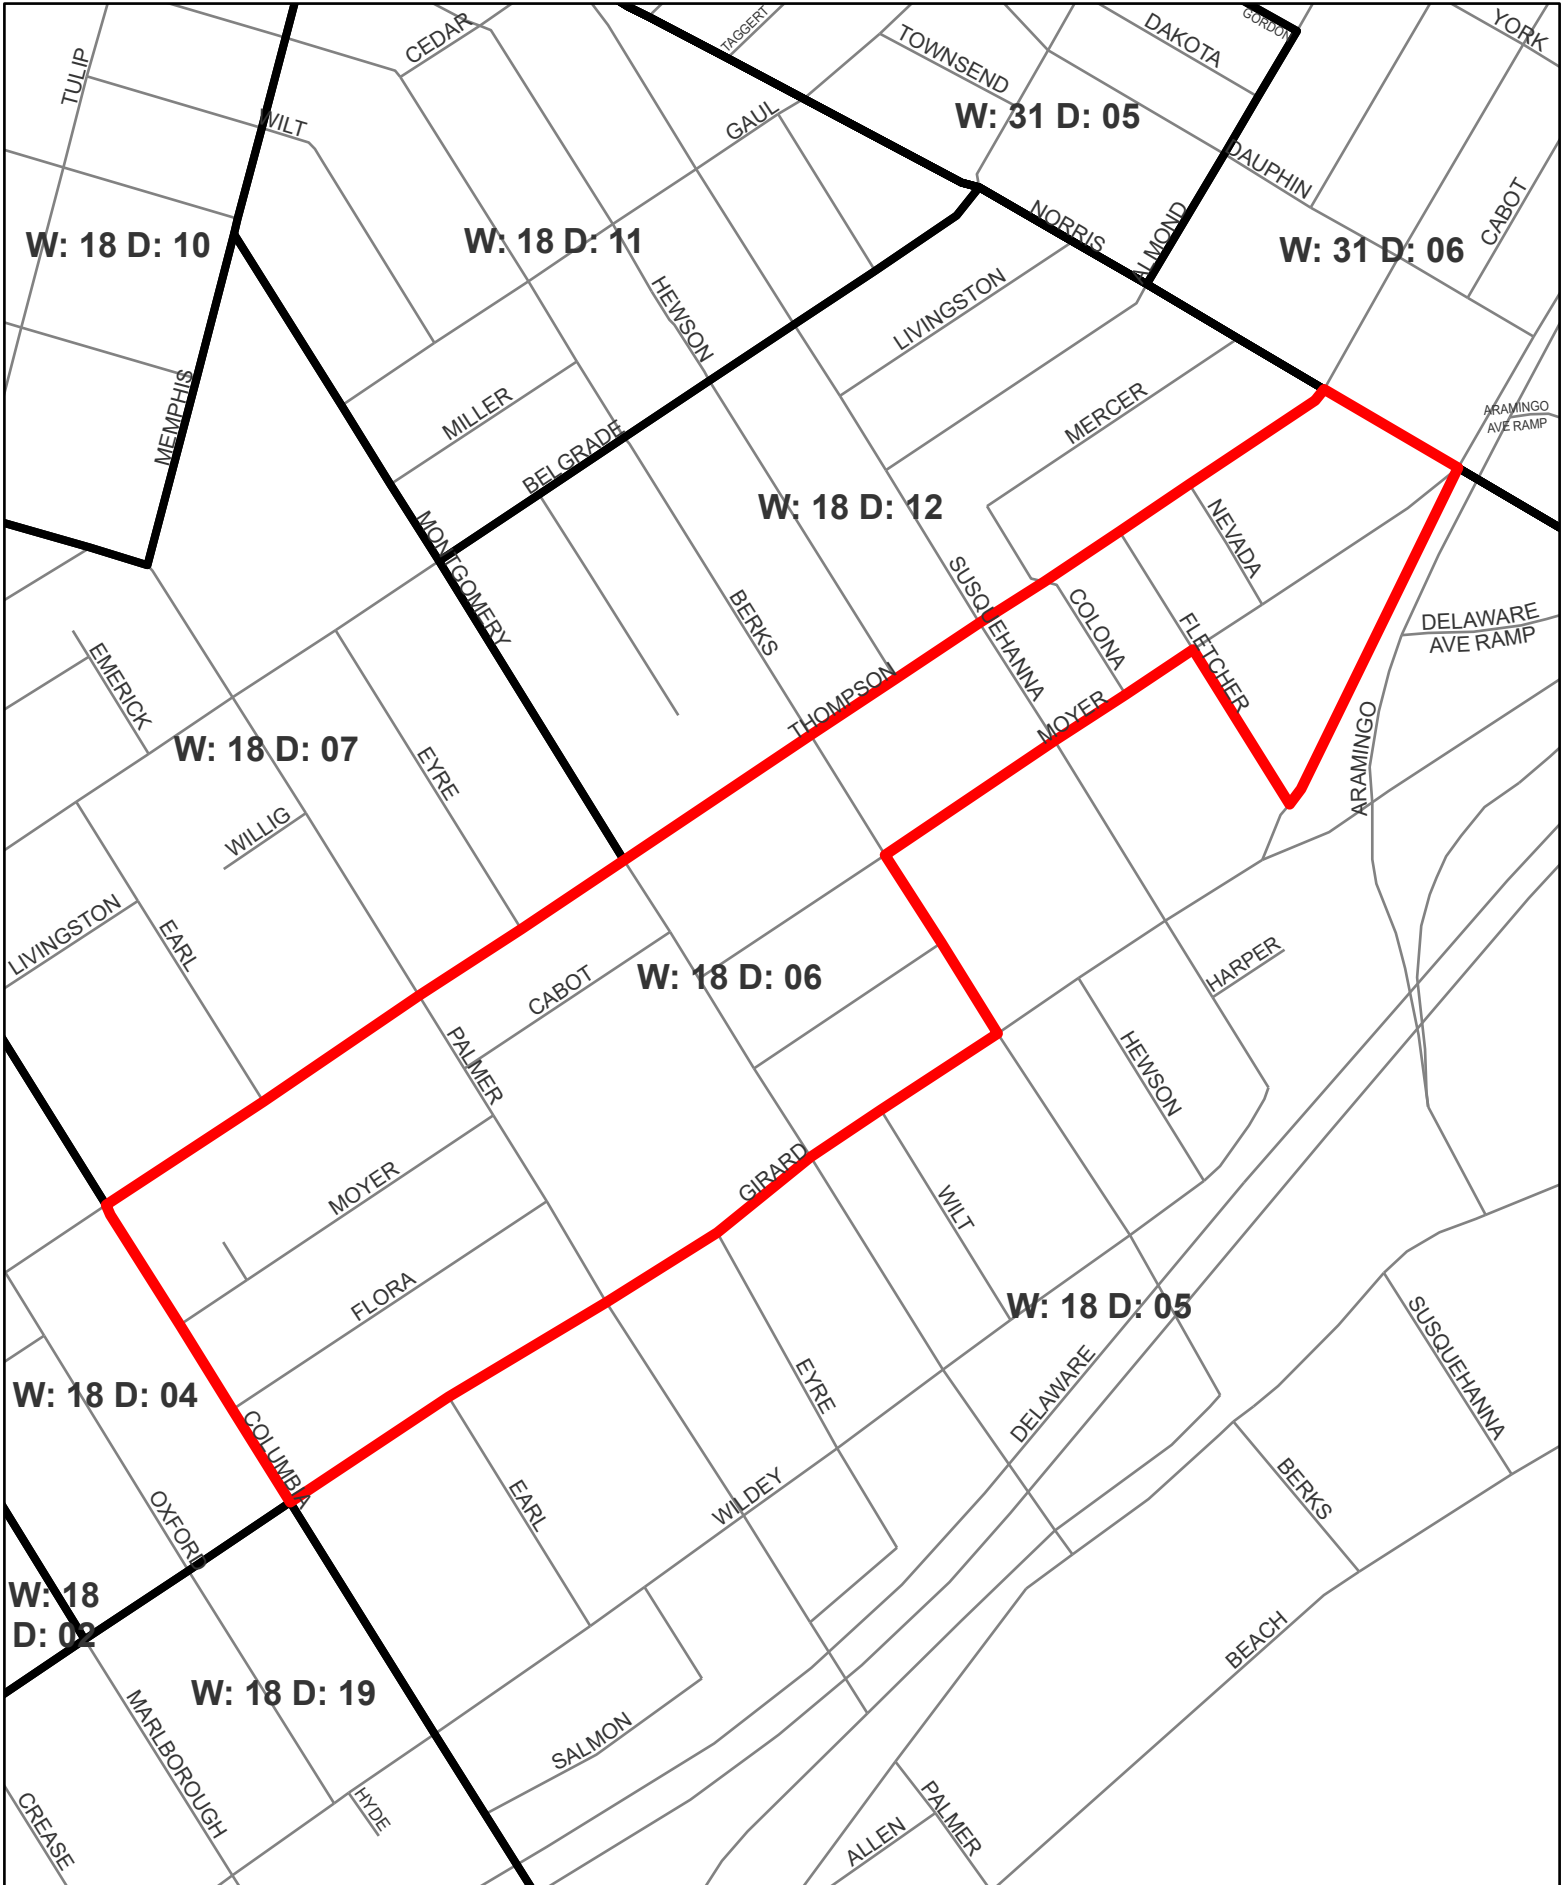 CEDAR
TAGGERT
GORDON
YORK
DAKOTA
TOWNSEND
TULIP
WILT
GAUL
W: 31 D: 05
DAUPHIN
CABOT
W: 18 D: 10
W: 18 D: 11
NORRIS
ALMOND
W: 31 D: 06
HEWSON
LIVINGSTON
MEMPHIS
MILLER
MERCER
ARAMINGO
AVE RAMP
BELGRADE
W: 18 D: 12
NEVADA
MONTGOMERY
SUSQUEHANNA
BERKS
COLONA
FLETCHER
DELAWARE
AVE RAMP
EMERICK
THOMPSON
MOYER
W: 18 D: 07
EYRE
ARAMINGO
WILLIG
LIVINGSTON
EARL
CABOT
W: 18 D: 06
HARPER
PALMER
HEWSON
MOYER
GIRARD
WILT
FLORA
W: 18 D: 05
SUSQUEHANNA
W: 18 D: 04
EYRE
DELAWARE
COLUMBIA
OXFORD
EARL
WILDEY
BERKS
W: 18
D: 02
BEACH
W: 18 D: 19
MARLBOROUGH
SALMON
CREASE
HYDE
ALLEN
PALMER